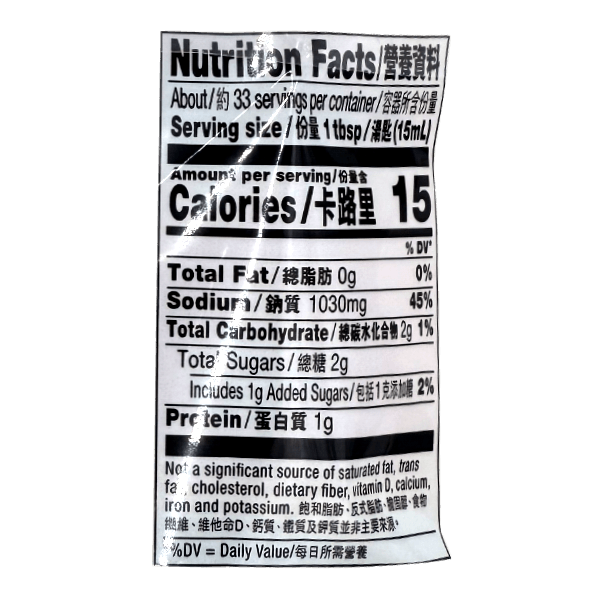 Nutrition Facts/營養資料
About/約 33 servings per container/容器所含份量
Serving size/份量 1 tbsp/湯匙(15mL)
Amount per serving/份量含
Calories/卡路里 15
% DV*
Total Fat/總脂肪 0g 0%
Sodium/鈉質 1030mg 45%
Total Carbohydrate/總碳水化合物 2g 1%
Total Sugars/總糖 2g
Includes 1g Added Sugars/包括1克添加糖 2%
Protein/蛋白質 1g
Not a significant source of saturated fat, trans
fat, cholesterol, dietary fiber, vitamin D, calcium,
iron and potassium. 飽和脂肪、反式脂肪、膽固醇、食物
纖維、維他命D、鈣質、鐵質及鉀質並非主要來源。
%DV = Daily Value/每日所需營養